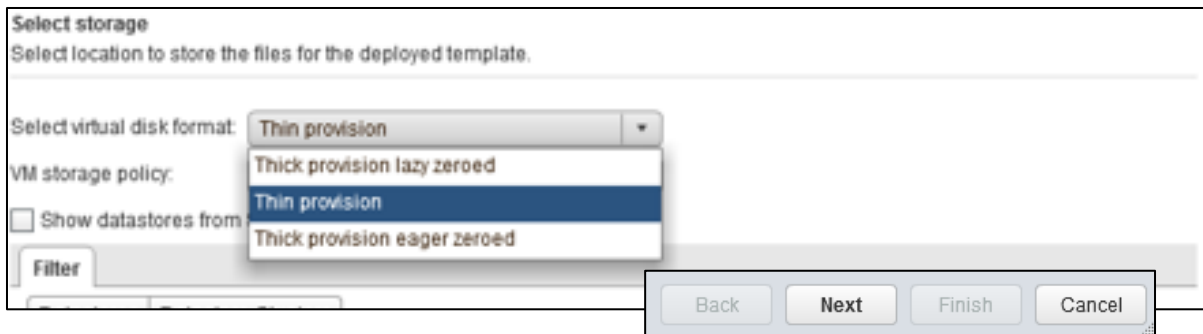 Select storage
Select location to store the files for the deployed template.
Select virtual disk format: Thin provision
Thick provision lazy zeroed
VM storage policy:
Thin provision
Show datastores from
Thick provision eager zeroed
Filter
Back Next Finish Cancel